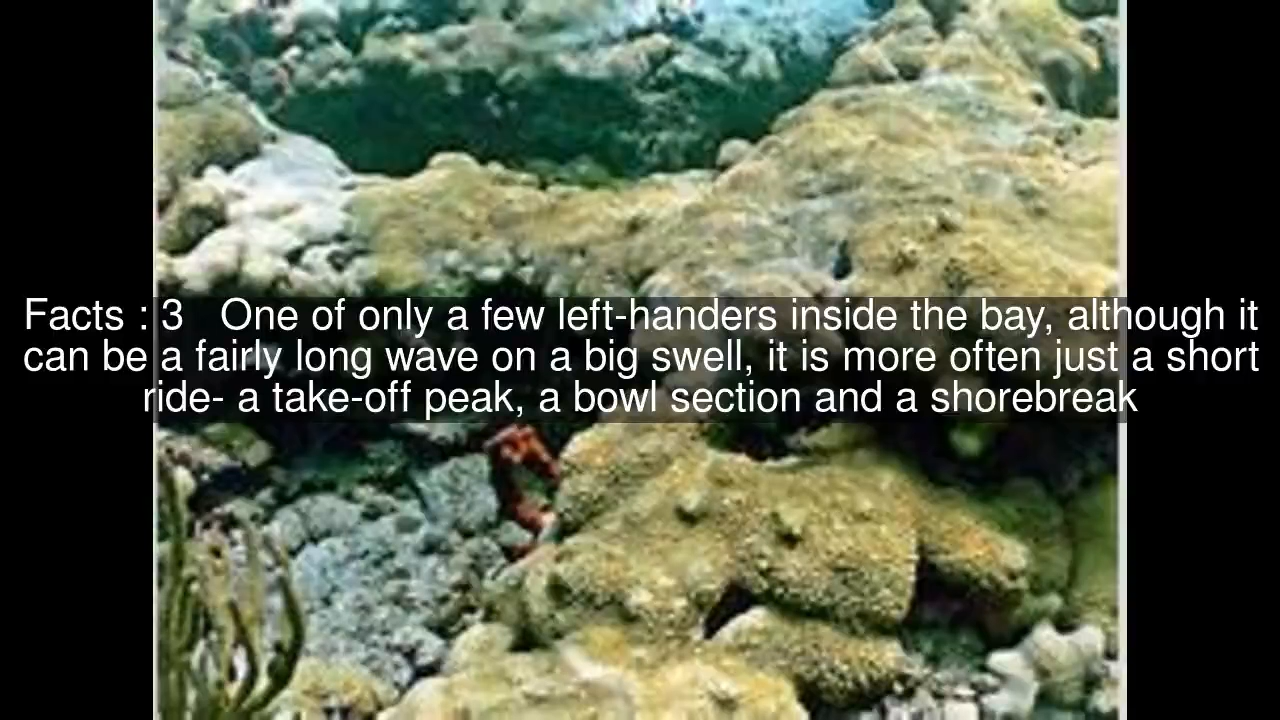 Facts : 3   One of only a few left-handers inside the bay, although it
can be a fairly long wave on a big swell, it is more often just a short
ride- a take-off peak, a bowl section and a shorebreak